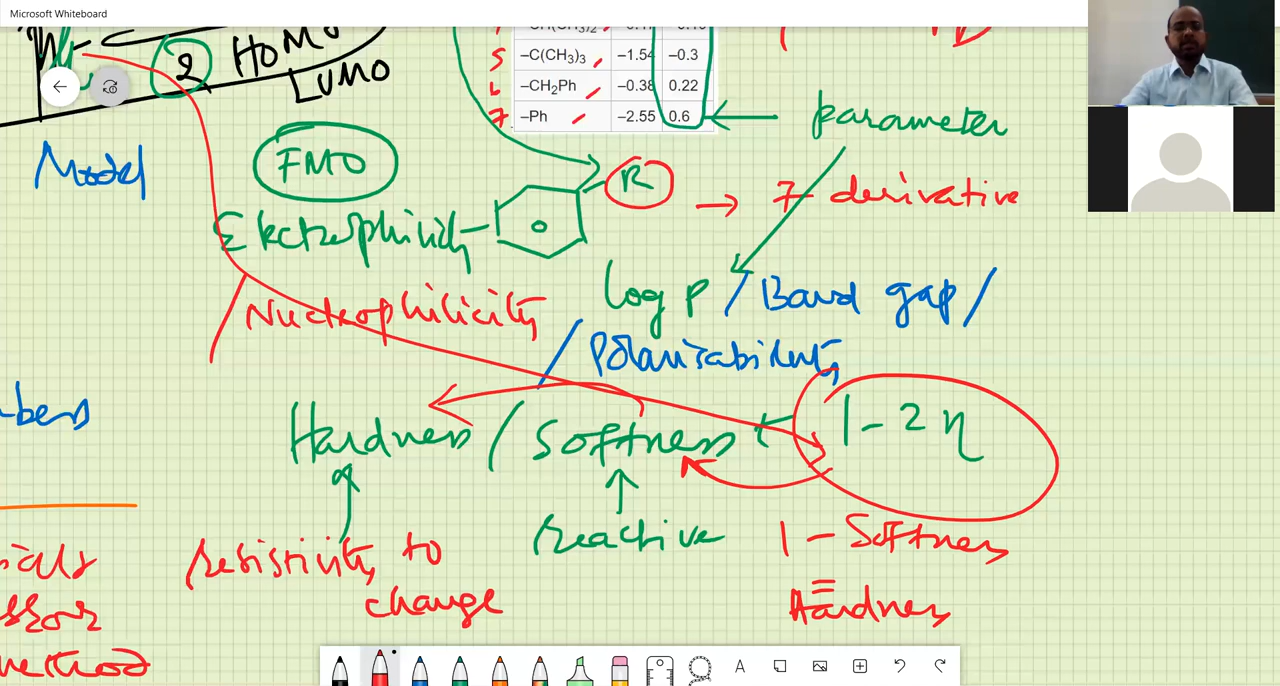 Microsoft Whiteboard
2 HOMO
LUMO
5 –C(CH3)3 –1.54 –0.3
6 –CH2Ph –0.38 0.22
7 –Ph –2.55 0.6
parameter
Model
FMO
R
→ 7 derivative
Electrophilicity
/ Nucleophilicity
log P / Band gap /
/ Polarizability
Hardness / Softness ← 1 - 2η
reactive
1 - Softness
=
Hardness
resistivity to
change
method
A